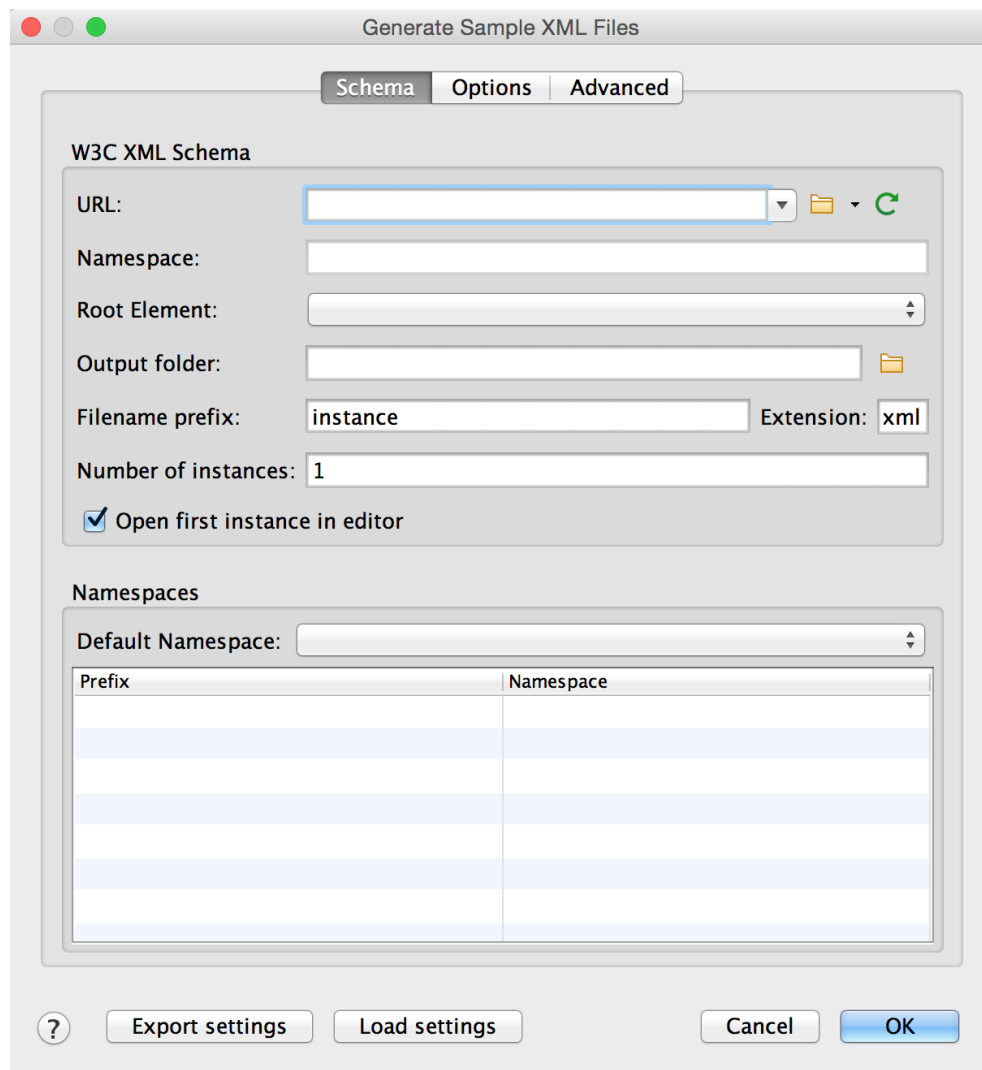 Generate Sample XML Files
Schema Options Advanced
W3C XML Schema
URL:
Namespace:
Root Element:
Output folder:
Filename prefix: instance Extension: xml
Number of instances: 1
Open first instance in editor
Namespaces
Default Namespace:
Prefix Namespace
? Export settings Load settings Cancel OK